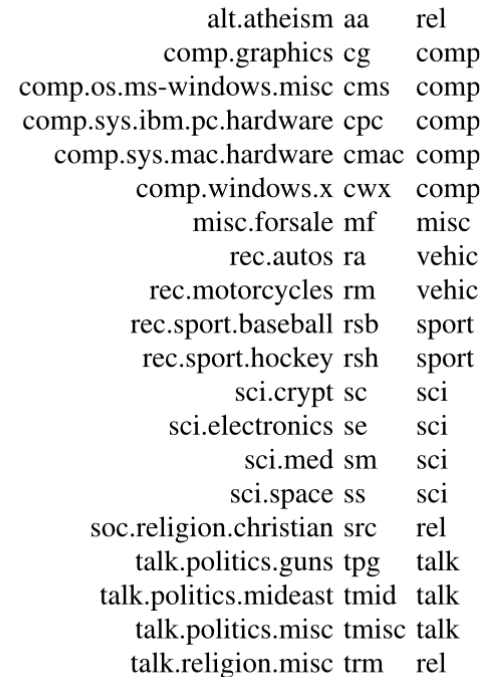 alt.atheism aa rel
comp.graphics cg comp
comp.os.ms-windows.misc cms comp
comp.sys.ibm.pc.hardware cpc comp
comp.sys.mac.hardware cmac comp
comp.windows.x cwx comp
misc.forsale mf misc
rec.autos ra vehic
rec.motorcycles rm vehic
rec.sport.baseball rsb sport
rec.sport.hockey rsh sport
sci.crypt sc sci
sci.electronics se sci
sci.med sm sci
sci.space ss sci
soc.religion.christian src rel
talk.politics.guns tpg talk
talk.politics.mideast tmid talk
talk.politics.misc tmisc talk
talk.religion.misc trm rel